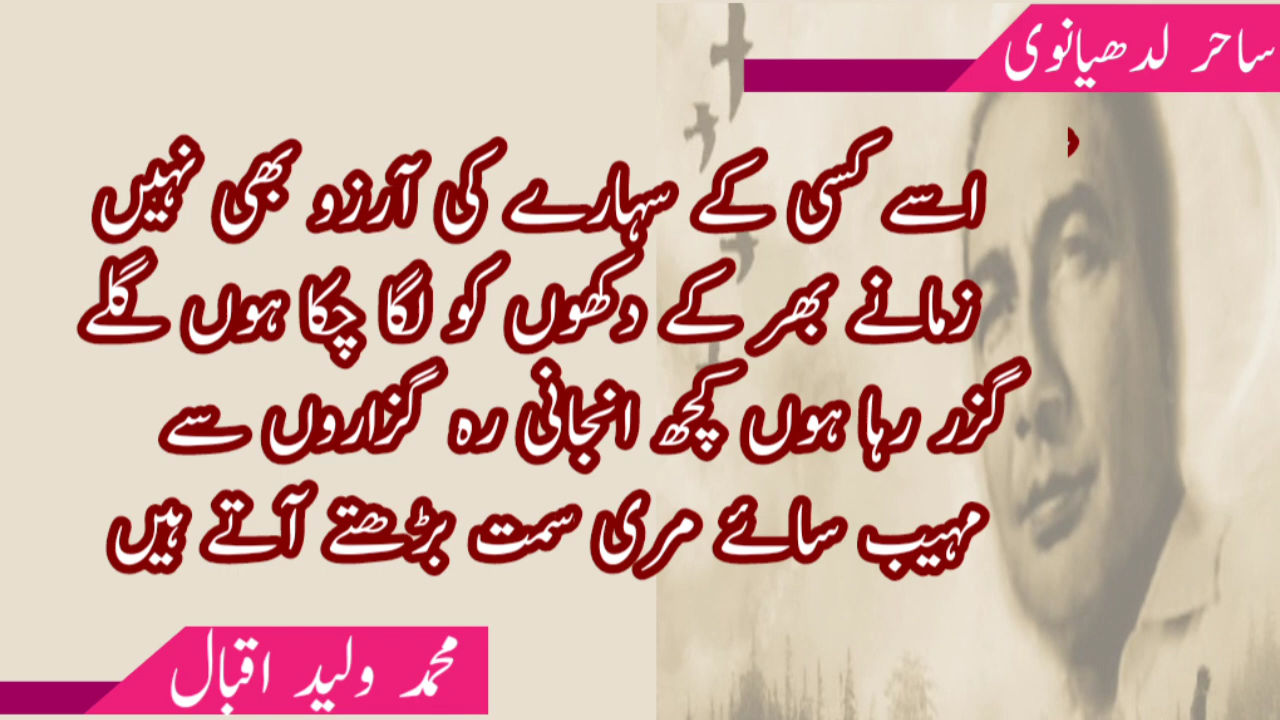 ساحر لدھیانوی
اسے کسی کے سہارے کی آرزو بھی نہیں
زمانے بھر کے دکھوں کو لگا چکا ہوں گلے
گزر رہا ہوں کچھ انجانی رہ گزاروں سے
مہیب سائے مری سمت بڑھتے آتے ہیں
محمد ولید اقبال